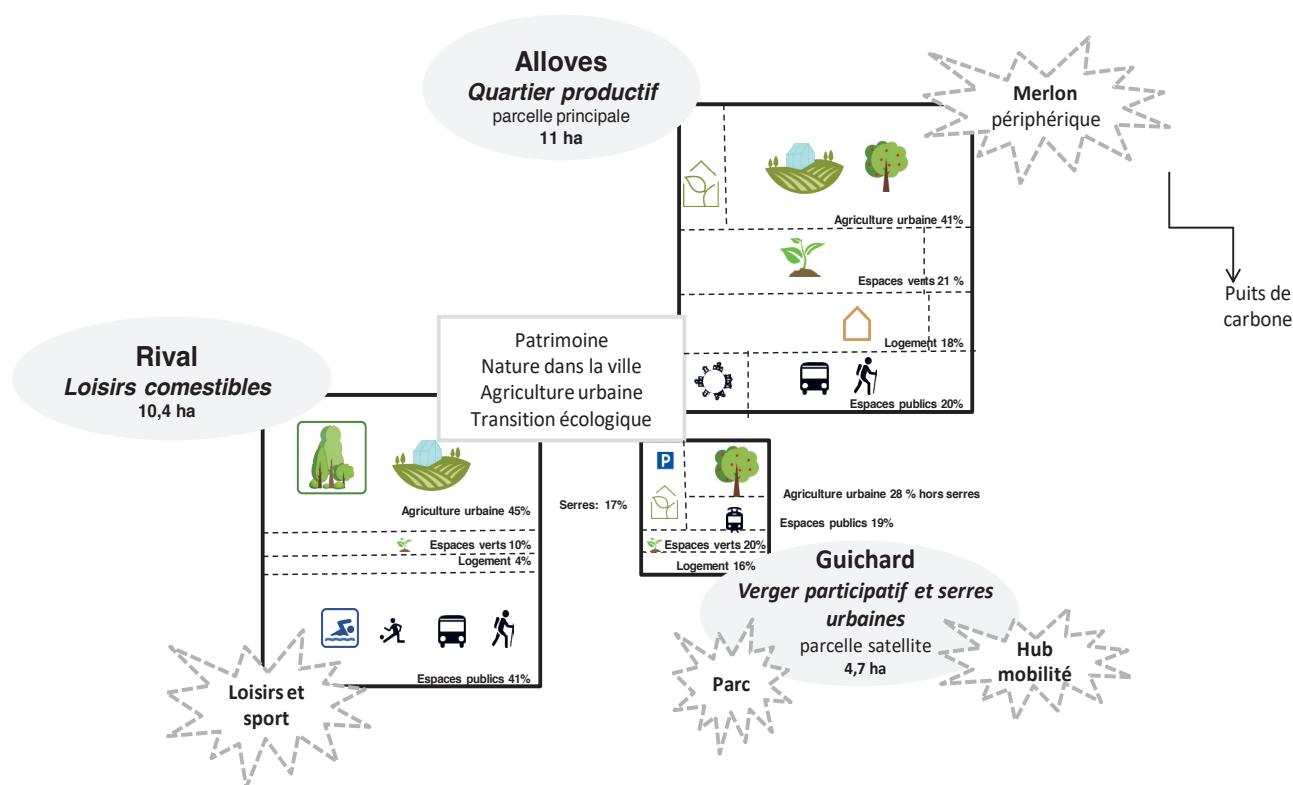 Alloves
Quartier productif
parcelle principale
11 ha
Merlon
périphérique
Agriculture urbaine 41%
Espaces verts 21 %
Puits de
carbone
Logement 18%
Espaces publics 20%
Patrimoine
Nature dans la ville
Agriculture urbaine
Transition écologique
Rival
Loisirs comestibles
10,4 ha
Agriculture urbaine 45%
Espaces verts 10%
Logement 4%
Espaces publics 41%
Loisirs et
sport
Serres: 17%
P
Agriculture urbaine 28 % hors serres
Espaces publics 19%
Espaces verts 20%
Logement 16%
Guichard
Verger participatif et serres
urbaines
parcelle satellite
4,7 ha
Parc
Hub
mobilité